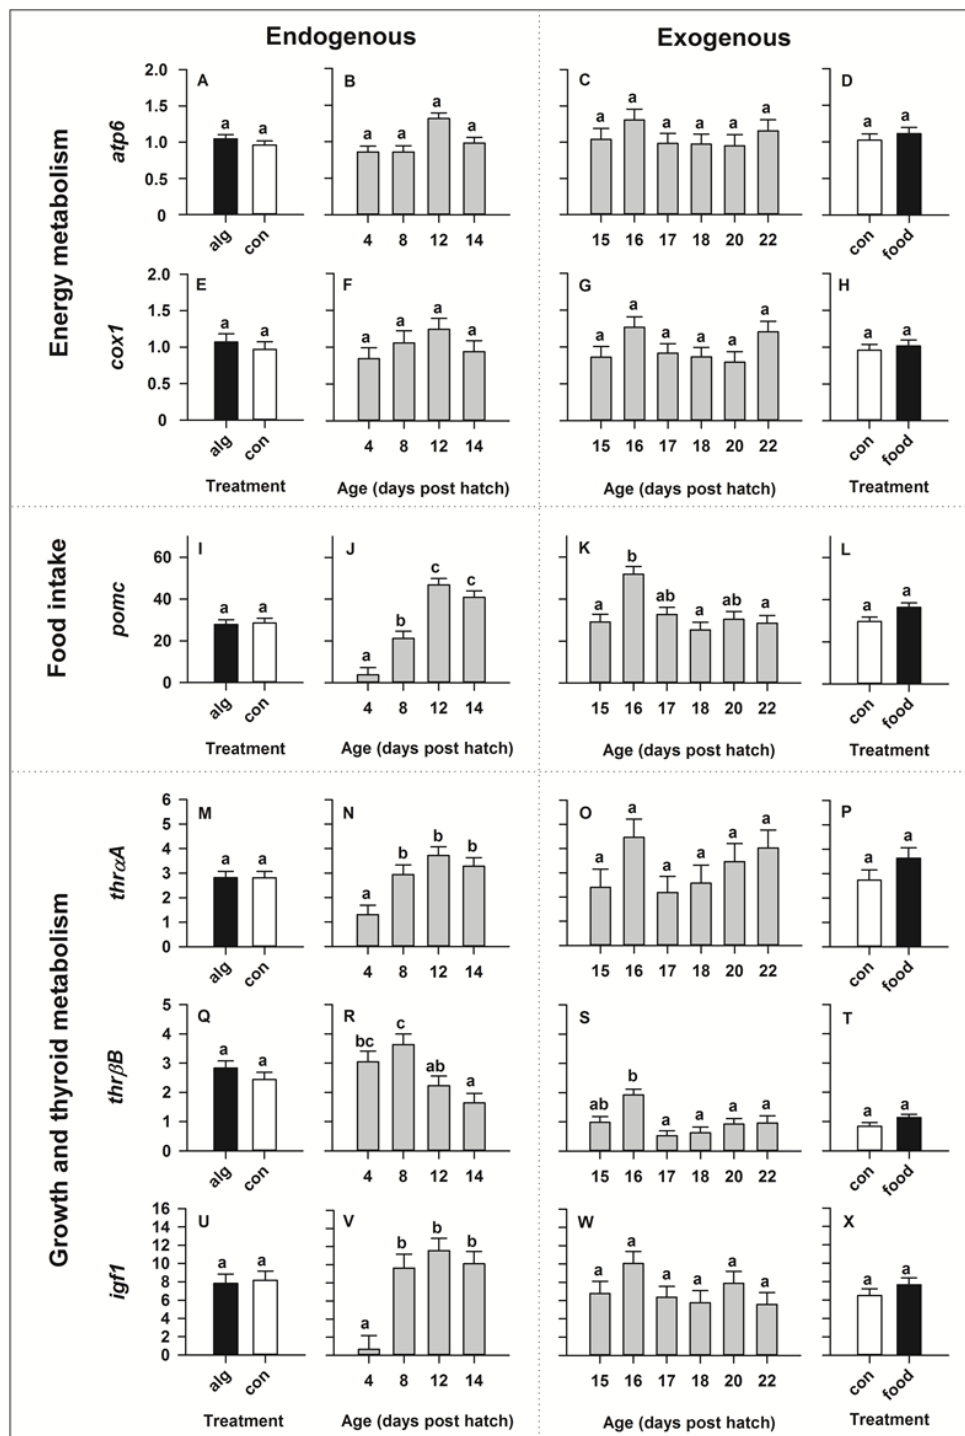 Endogenous Exogenous
Energy metabolism
atp6
2.0
1.5
1.0
0.5
0
A
a a
alg con
B
a a a a
4 8 12 14
C
a a a a a a
15 16 17 18 20 22
D
a a
con food
cox1
2.0
1.5
1.0
0.5
0
E
a a
alg con
F
a a a a
4 8 12 14
G
a a a a a a
15 16 17 18 20 22
H
a a
con food
Treatment Age (days post hatch) Age (days post hatch) Treatment
Food intake
pomc
60
40
20
0
I
a a
alg con
J
a b c c
4 8 12 14
K
a b ab a ab a
15 16 17 18 20 22
L
a a
con food
Treatment Age (days post hatch) Age (days post hatch) Treatment
Growth and thyroid metabolism
thrαA
6
5
4
3
2
1
0
M
a a
alg con
N
a b b b
4 8 12 14
O
a a a a a a
15 16 17 18 20 22
P
a a
con food
thrβB
5
4
3
2
1
0
Q
a a
alg con
R
bc c ab a
4 8 12 14
S
ab b a a a a
15 16 17 18 20 22
T
a a
con food
igf1
16
14
12
10
8
6
4
2
0
U
a a
alg con
V
a b b b
4 8 12 14
W
a a a a a a
15 16 17 18 20 22
X
a a
con food
Treatment Age (days post hatch) Age (days post hatch) Treatment